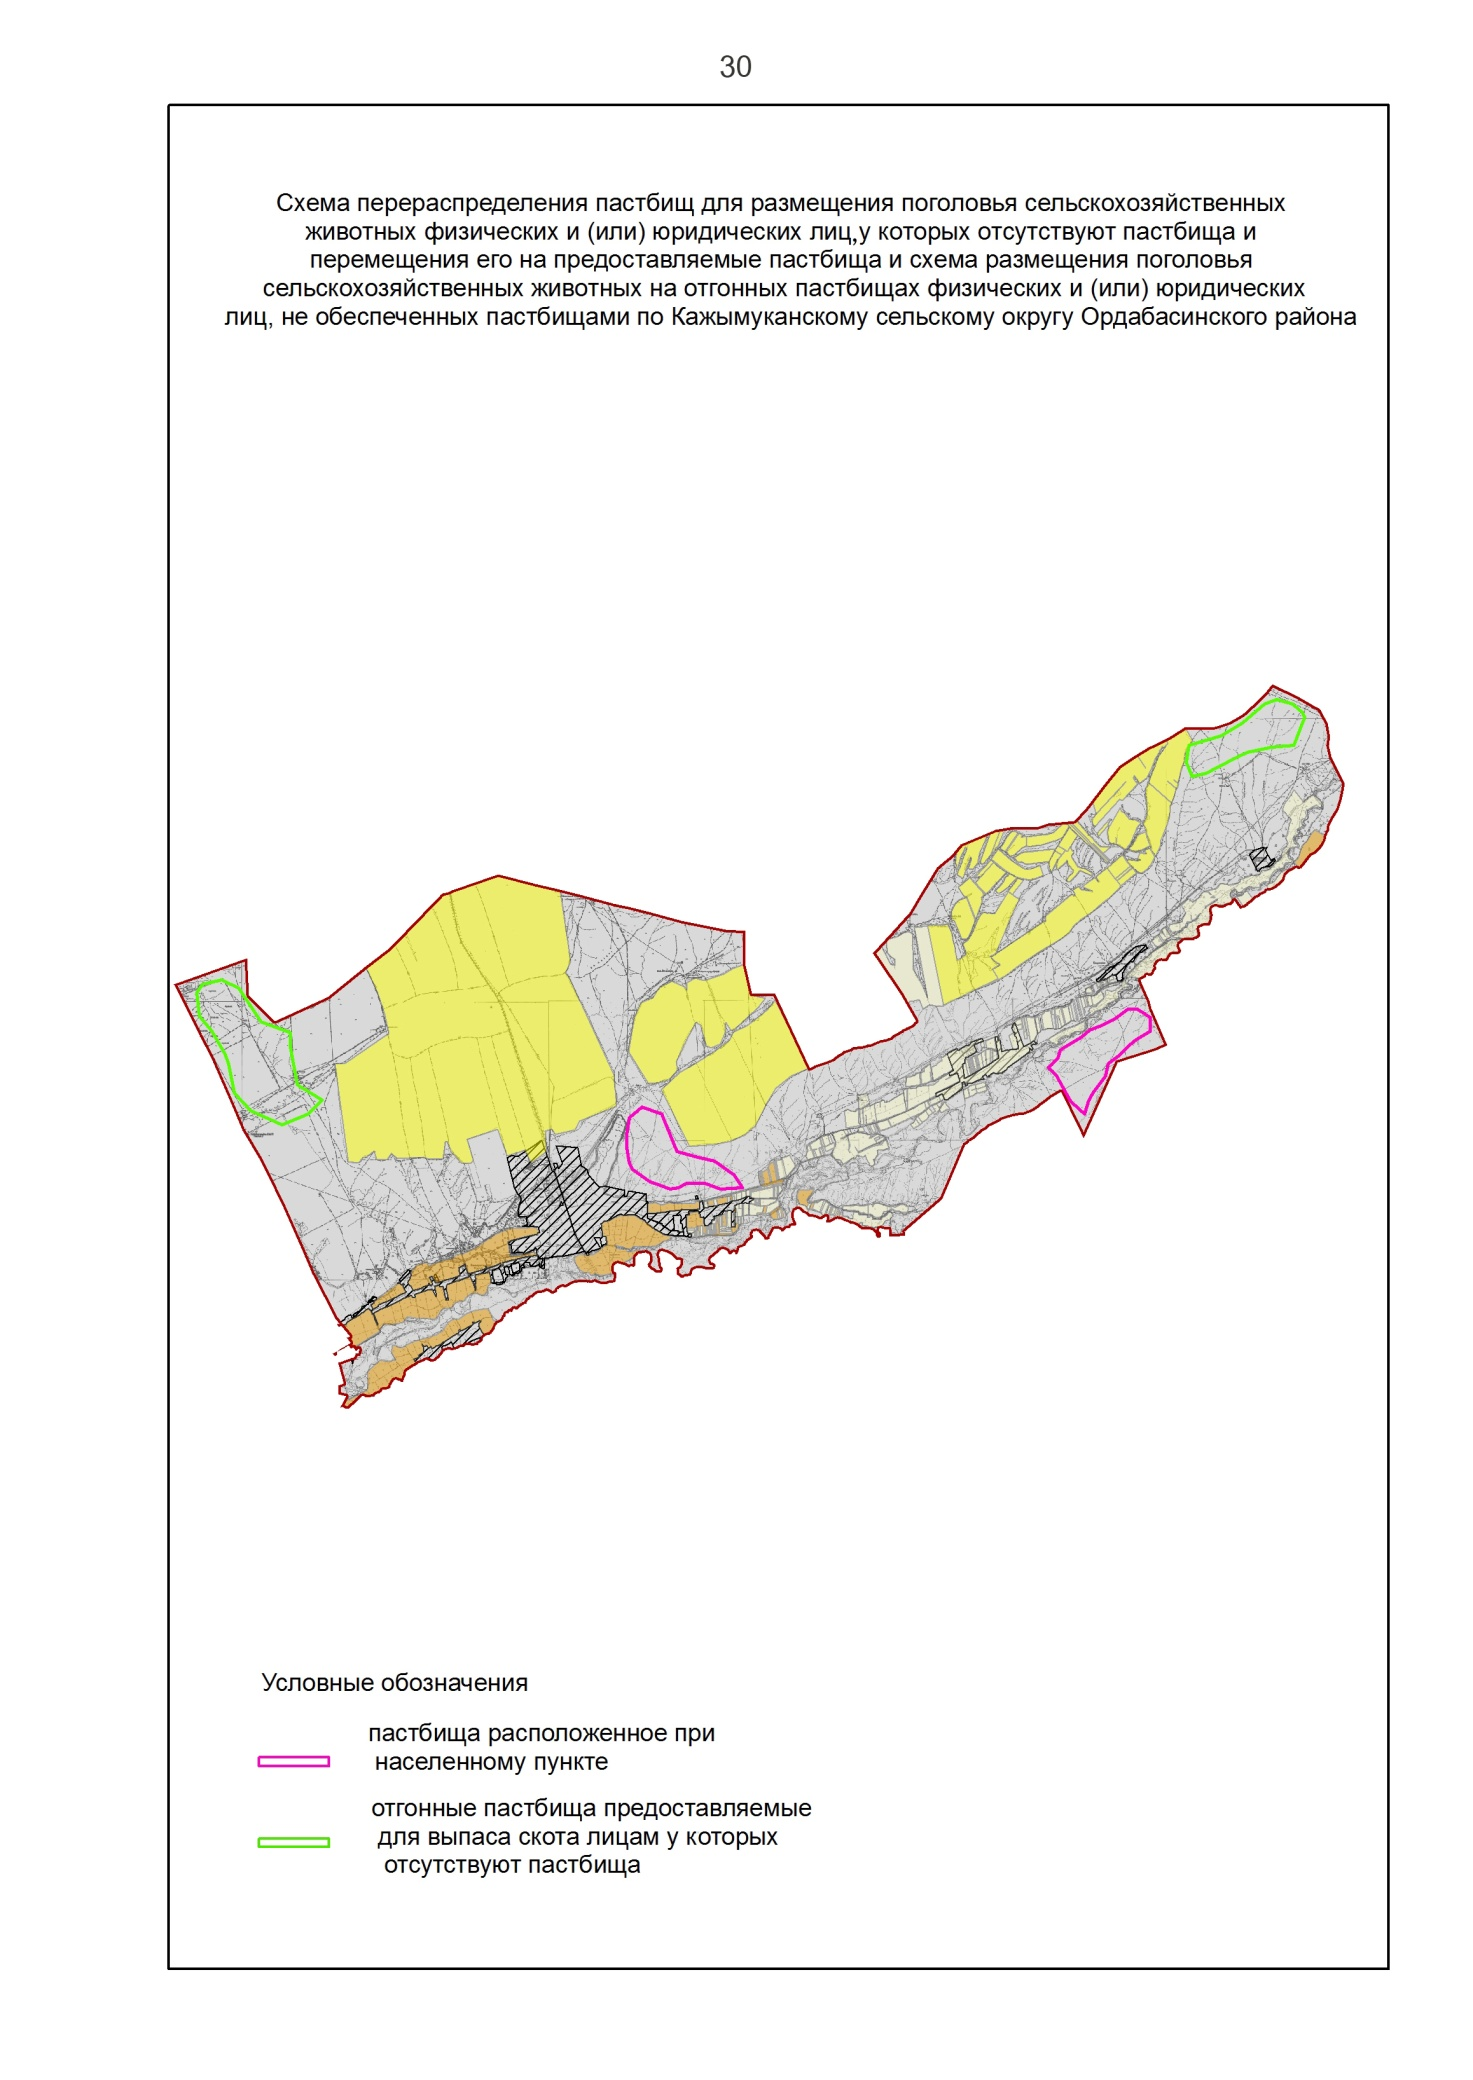 30
Схема перераспределения пастбищ для размещения поголовья сельскохозяйственных
животных физических и (или) юридических лиц,у которых отсутствуют пастбища и
перемещения его на предоставляемые пастбища и схема размещения поголовья
сельскохозяйственных животных на отгонных пастбищах физических и (или) юридических
лиц, не обеспеченных пастбищами по Кажымуканскому сельскому округу Ордабасинского района
Условные обозначения
пастбища расположенное при
населенному пункте
отгонные пастбища предоставляемые
для выпаса скота лицам у которых
отсутствуют пастбища